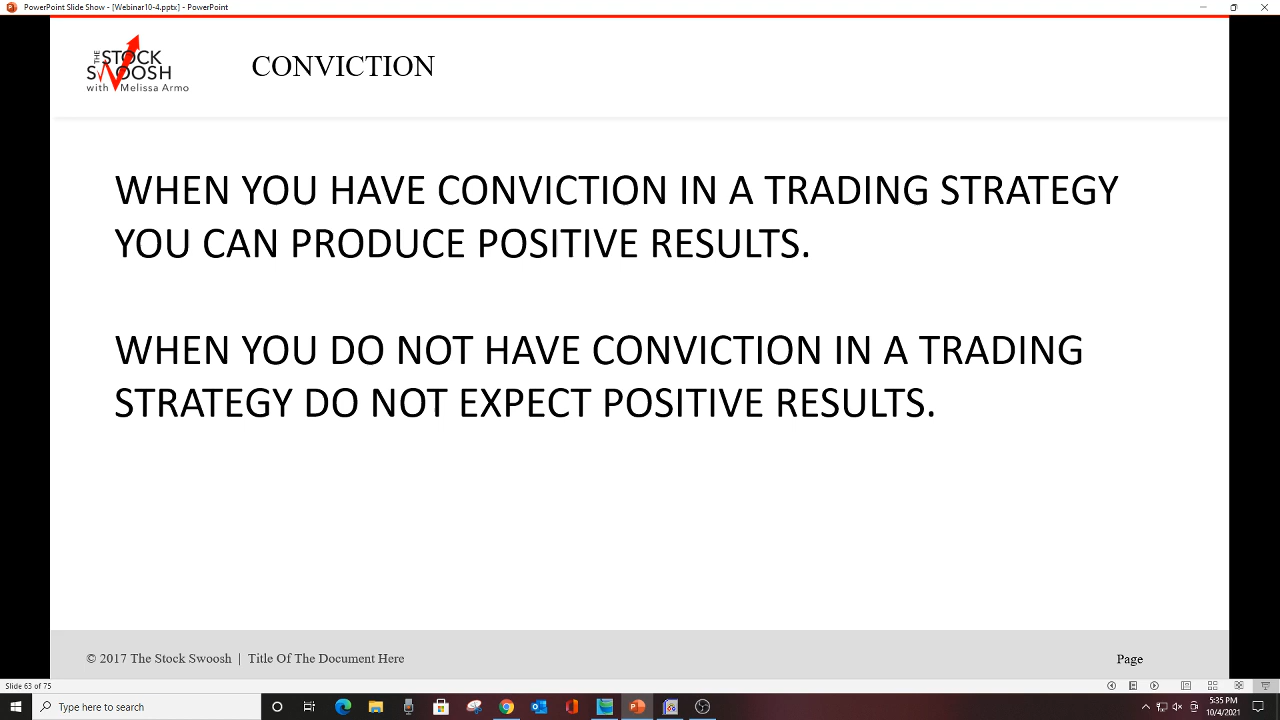 PowerPoint Slide Show - [Webinar10-4.pptx] - PowerPoint
THE
STOCK
SWOOSH
with Melissa Armo
CONVICTION
WHEN YOU HAVE CONVICTION IN A TRADING STRATEGY
YOU CAN PRODUCE POSITIVE RESULTS.
WHEN YOU DO NOT HAVE CONVICTION IN A TRADING
STRATEGY DO NOT EXPECT POSITIVE RESULTS.
© 2017 The Stock Swoosh | Title Of The Document Here
Page
Slide 63 of 75
Type here to search
5:35 PM
10/4/2021